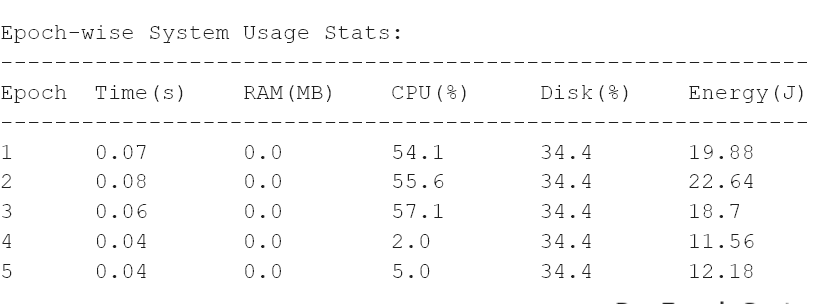 Epoch-wise System Usage Stats:
------------------------------------------------------------
Epoch  Time(s)    RAM(MB)    CPU(%)     Disk(%)    Energy(J)
------------------------------------------------------------
1      0.07       0.0        54.1       34.4       19.88
2      0.08       0.0        55.6       34.4       22.64
3      0.06       0.0        57.1       34.4       18.7
4      0.04       0.0        2.0        34.4       11.56
5      0.04       0.0        5.0        34.4       12.18